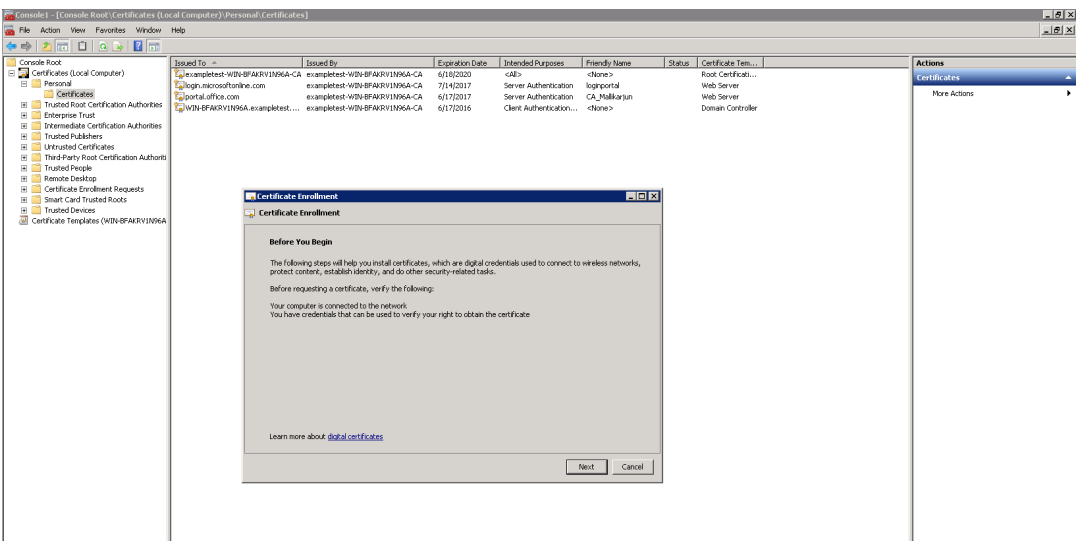 Console1 - [Console Root\Certificates (Local Computer)\Personal\Certificates]
File Action View Favorites Window Help
Console Root
Certificates (Local Computer)
Personal
Certificates
Trusted Root Certification Authorities
Enterprise Trust
Intermediate Certification Authorities
Trusted Publishers
Untrusted Certificates
Third-Party Root Certification Authoriti
Trusted People
Remote Desktop
Certificate Enrollment Requests
Smart Card Trusted Roots
Trusted Devices
Certificate Templates (WIN-BFAKRV1N96A
Issued To Issued By Expiration Date Intended Purposes Friendly Name Status Certificate Tem...
exampletest-WIN-BFAKRV1N96A-CA exampletest-WIN-BFAKRV1N96A-CA 6/18/2020 <All> <None> Root Certificati...
login.microsoftonline.com exampletest-WIN-BFAKRV1N96A-CA 7/14/2017 Server Authentication loginportal Web Server
portal.office.com exampletest-WIN-BFAKRV1N96A-CA 6/17/2017 Server Authentication CA_Mallikarjun Web Server
WIN-BFAKRV1N96A.exampletest.... exampletest-WIN-BFAKRV1N96A-CA 6/17/2016 Client Authentication... <None> Domain Controller
Actions
Certificates
More Actions
Certificate Enrollment
Certificate Enrollment
Before You Begin
The following steps will help you install certificates, which are digital credentials used to connect to wireless networks,
protect content, establish identity, and do other security-related tasks.
Before requesting a certificate, verify the following:
Your computer is connected to the network
You have credentials that can be used to verify your right to obtain the certificate
Learn more about digital certificates
Next Cancel